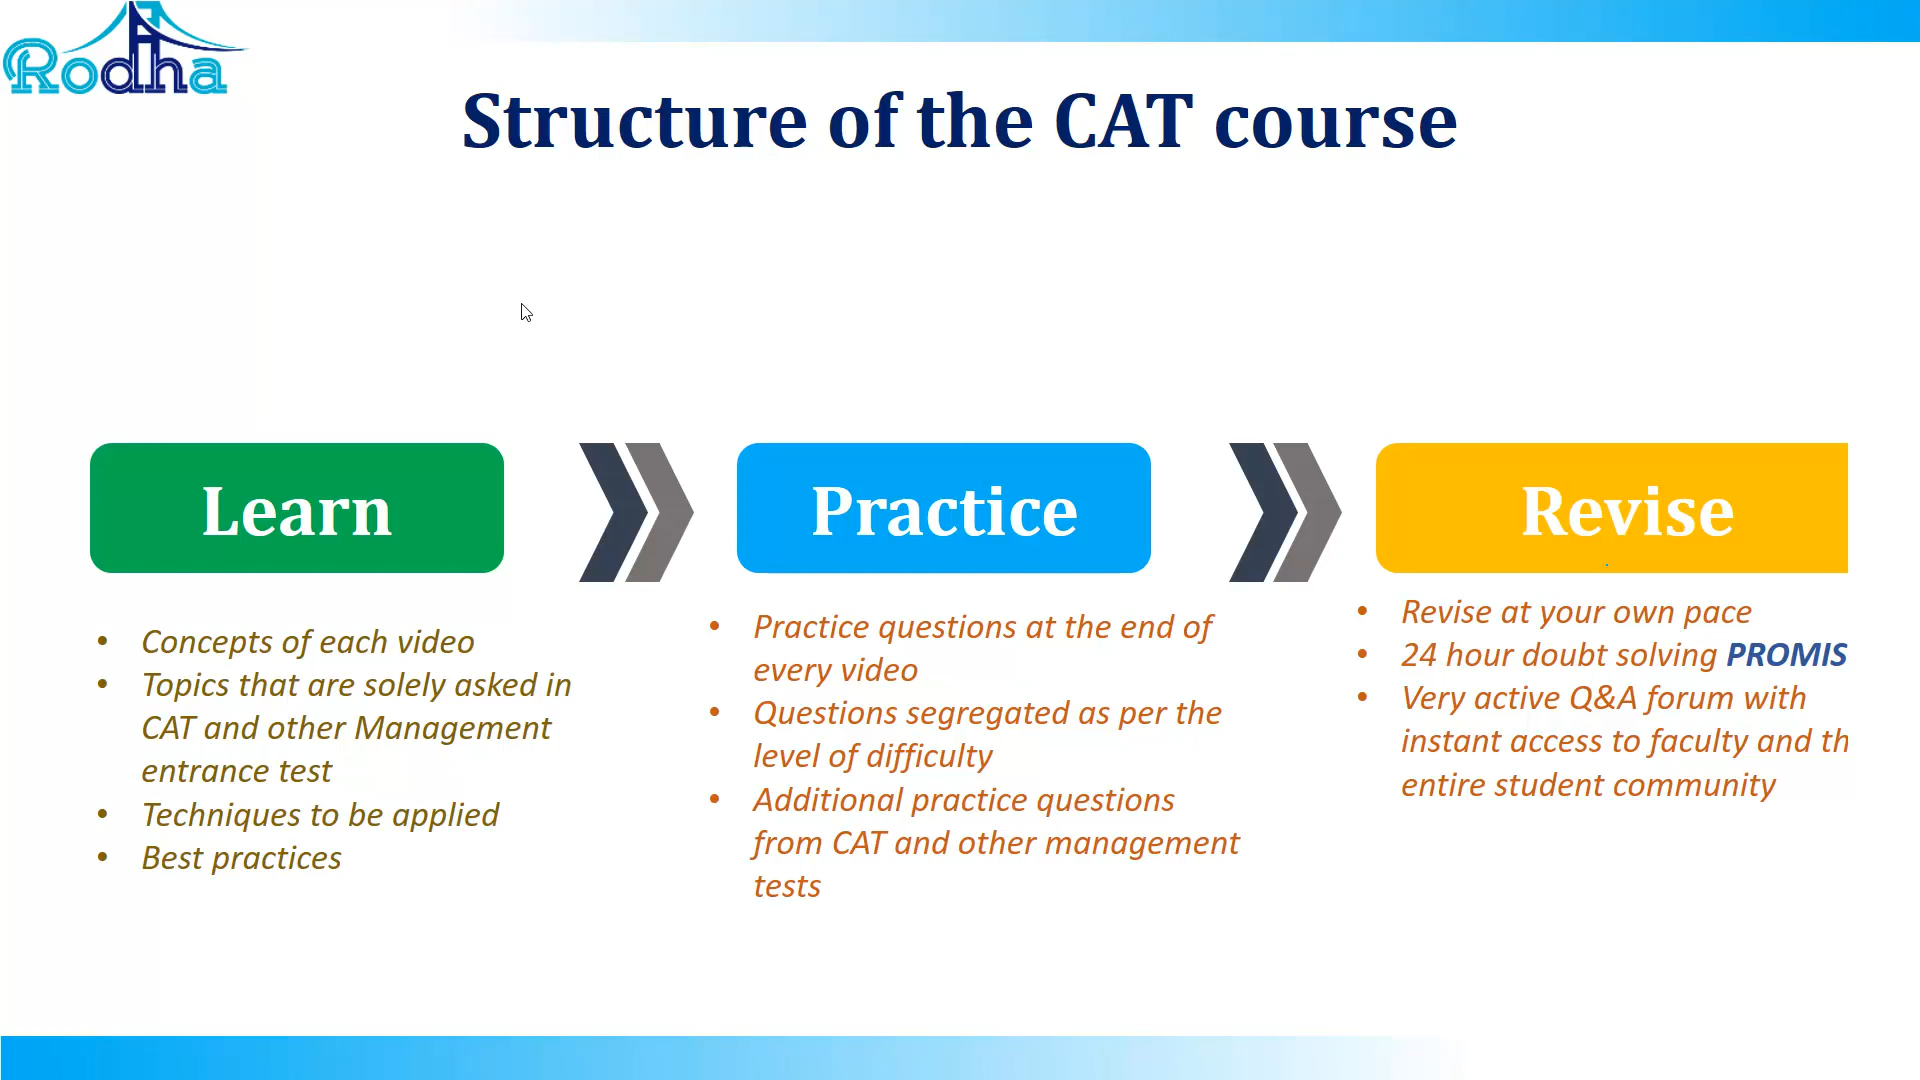 Rodha
Structure of the CAT course
Learn
• Concepts of each video
• Topics that are solely asked in
CAT and other Management
entrance test
• Techniques to be applied
• Best practices
Practice
• Practice questions at the end of
every video
• Questions segregated as per the
level of difficulty
• Additional practice questions
from CAT and other management
tests
Revise
• Revise at your own pace
• 24 hour doubt solving PROMIS
• Very active Q&A forum with
instant access to faculty and th
entire student community